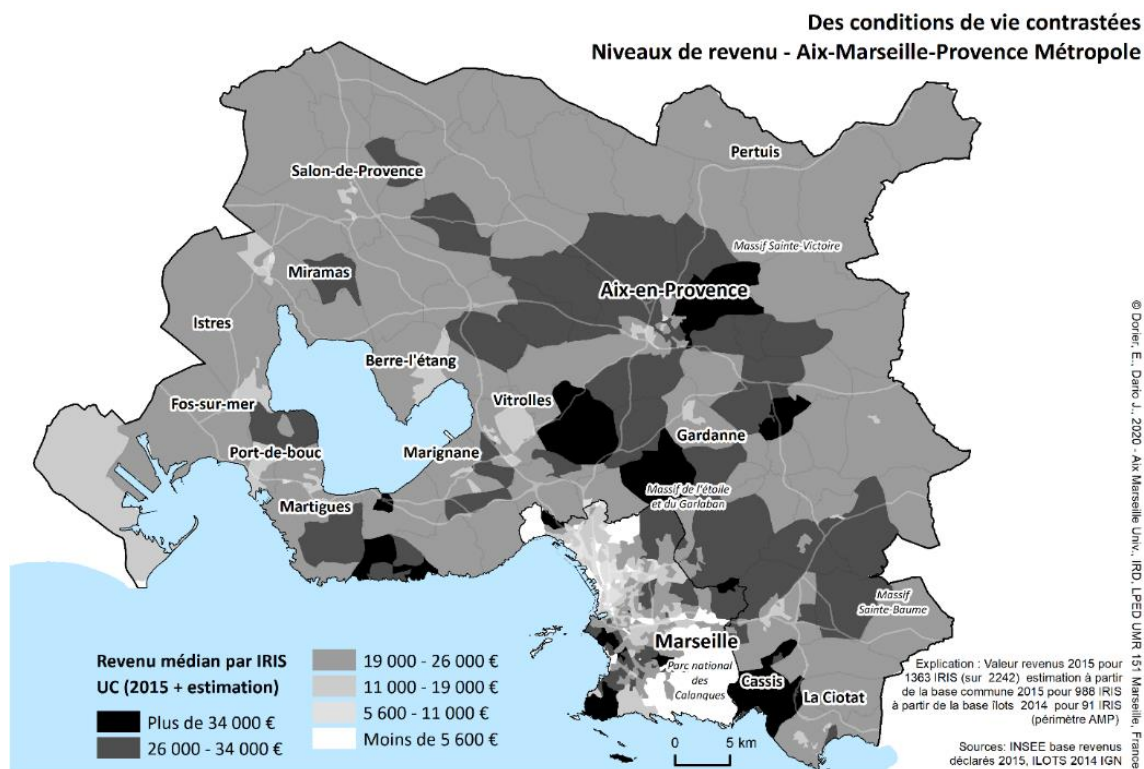 Des conditions de vie contrastées
Niveaux de revenu - Aix-Marseille-Provence Métropole
Pertuis
Salon-de-Provence
Massif Sainte-Victoire
Miramas
Aix-en-Provence
Istres
Berre-l'étang
Fos-sur-mer
Vitrolles
Gardanne
Port-de-bouc
Marignane
Martigues
Massif de l'étoile
et du Garlaban
Massif
Sainte-Baume
Marseille
Parc national
des
Calanques
Cassis
La Ciotat
Revenu médian par IRIS
UC (2015 + estimation)
Plus de 34 000 €
26 000 - 34 000 €
19 000 - 26 000 €
11 000 - 19 000 €
5 600 - 11 000 €
Moins de 5 600 €
0 5 km
Explication : Valeur revenus 2015 pour
1363 IRIS (sur 2242) estimation à partir
de la base commune 2015 pour 988 IRIS
à partir de la base îlots 2014 pour 91 IRIS
(périmètre AMP)
Sources: INSEE base revenus
déclarés 2015, ILOTS 2014 IGN
© Dorier, E., Dario J., 2020 - Aix Marseille Univ., IRD, LPED UMR 151 Marseille, France